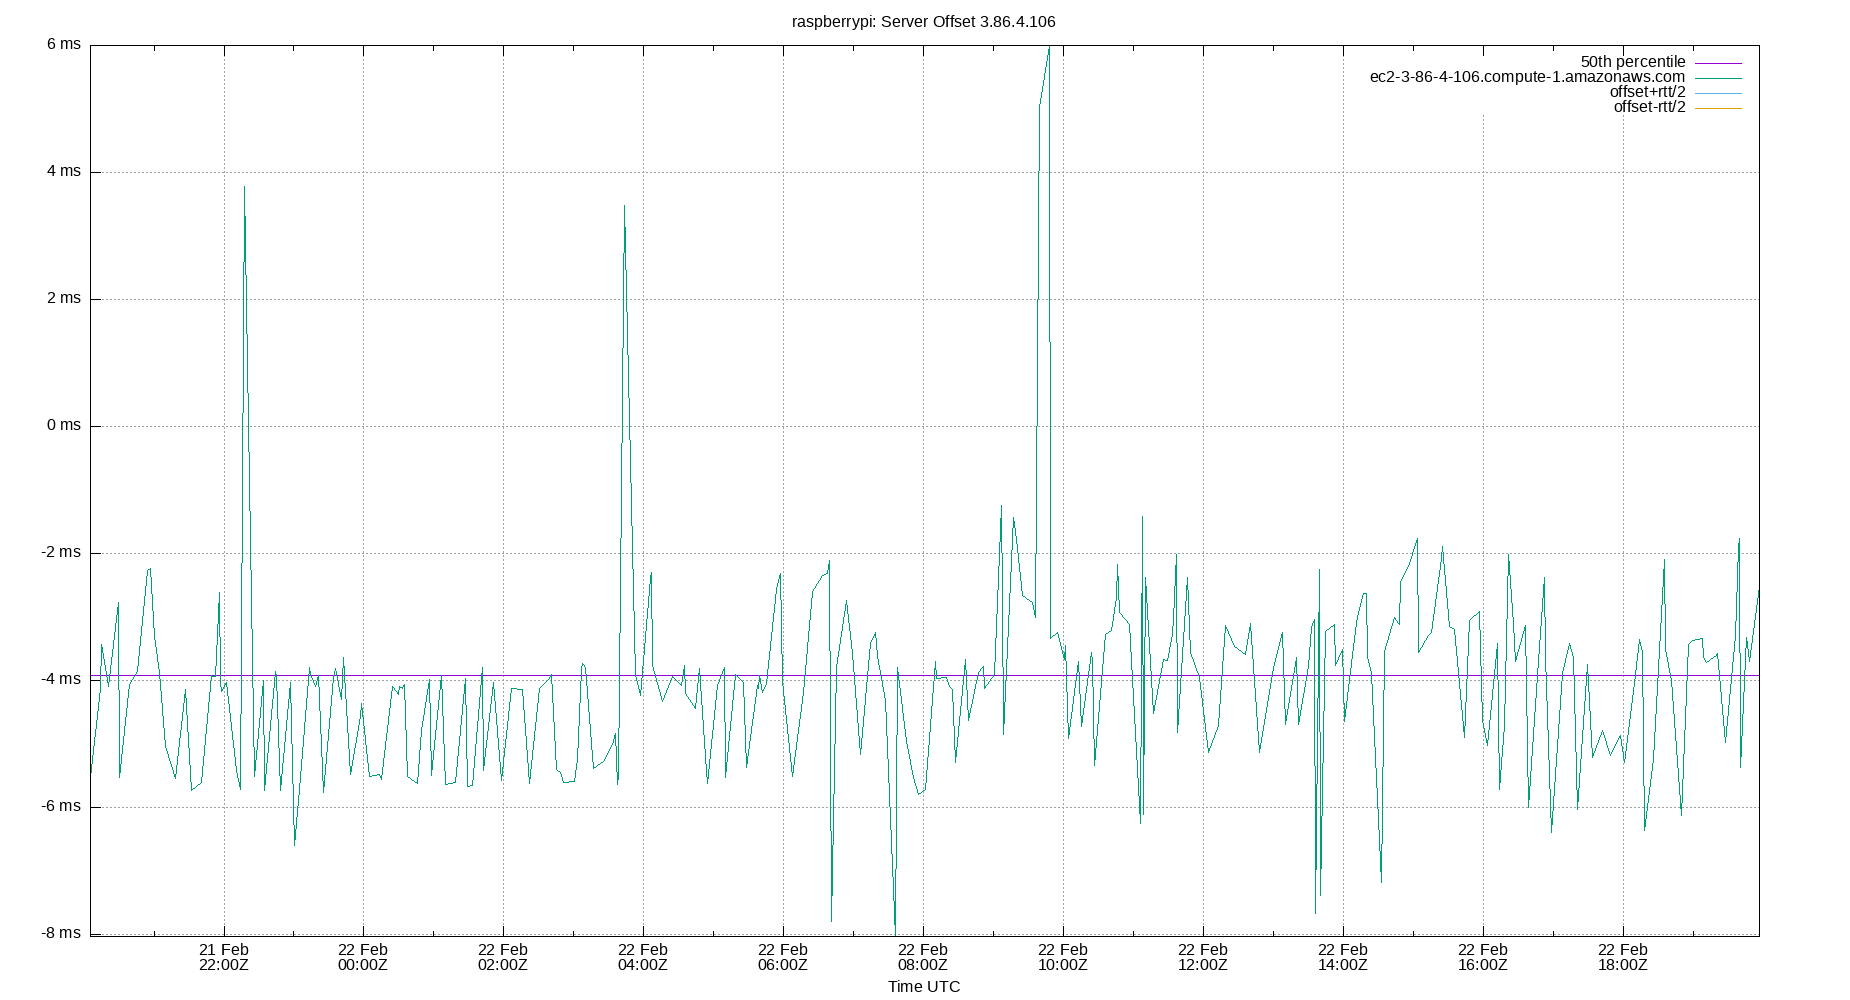 raspberrypi: Server Offset 3.86.4.106
6 ms
4 ms
2 ms
0 ms
-2 ms
-4 ms
-6 ms
-8 ms
50th percentile
ec2-3-86-4-106.compute-1.amazonaws.com
offset+rtt/2
offset-rtt/2
21 Feb 22 Feb 22 Feb 22 Feb 22 Feb 22 Feb 22 Feb 22 Feb 22 Feb 22 Feb 22 Feb
22:00Z 00:00Z 02:00Z 04:00Z 06:00Z 08:00Z 10:00Z 12:00Z 14:00Z 16:00Z 18:00Z
Time UTC